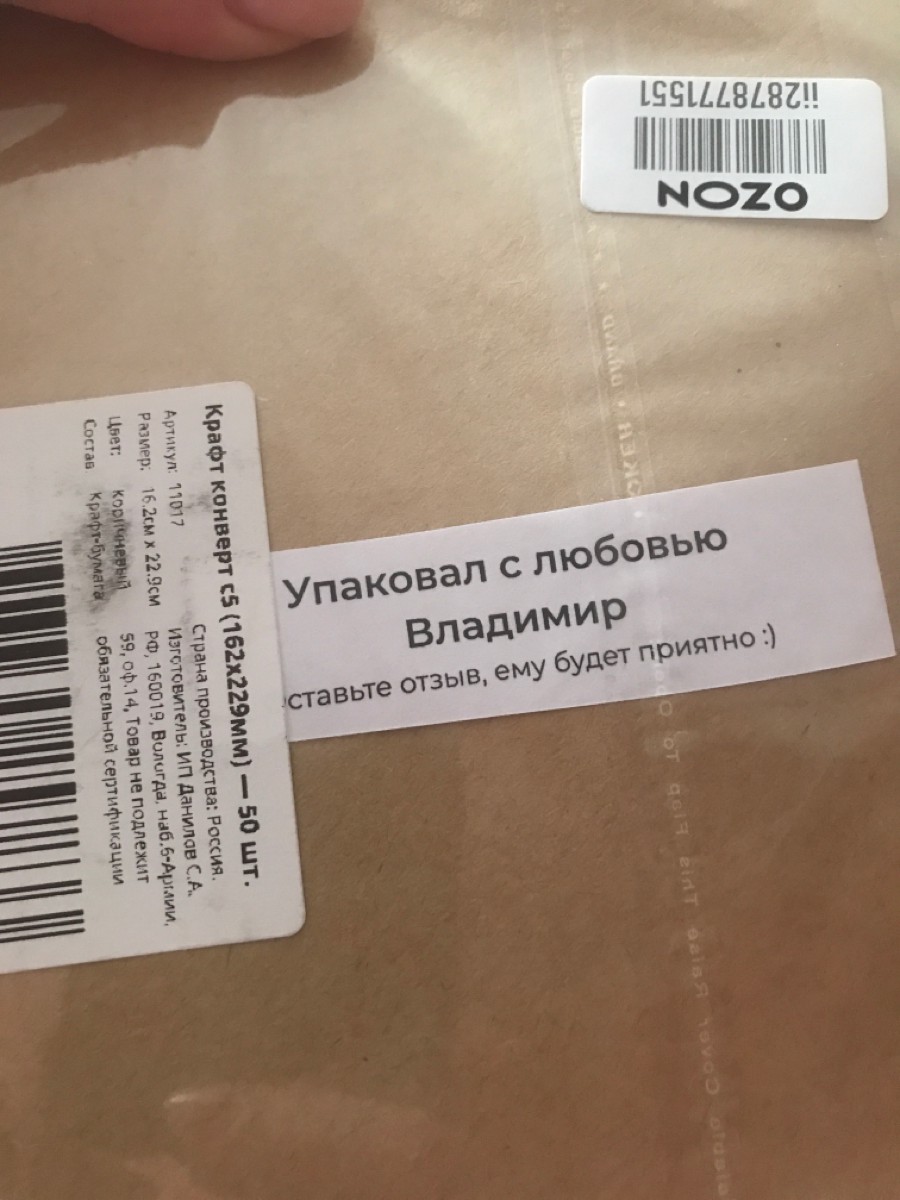 ii2878771551
OZON
Упаковал с любовью
Владимир
ставьте отзыв, ему будет приятно :)
Крафт конверт с5 (162х229мм) — 50 шт.
Артикул: 11017
Размер: 16.2см х 22.9см
Цвет: Коричневый
Состав Крафт-бумага
Страна производства: Россия.
Изготовитель: ИП Данилов С.А.
РФ, 160019, Вологда, наб.6-Армии,
59, оф.14, Товар не подлежит
обязательной сертификации